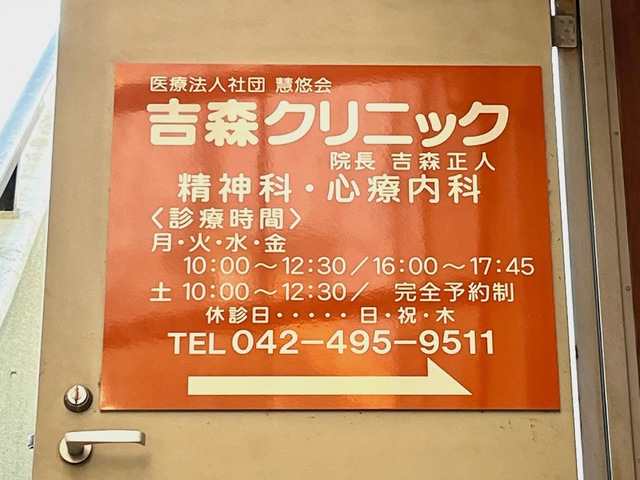 医療法人社団 慧悠会
吉森クリニック
院長 吉森正人
精神科・心療内科
〈診療時間〉
月・火・水・金
10:00～12:30／16:00～17:45
土 10:00～12:30／ 完全予約制
休診日・・・・・日・祝・木
TEL 042－495－9511